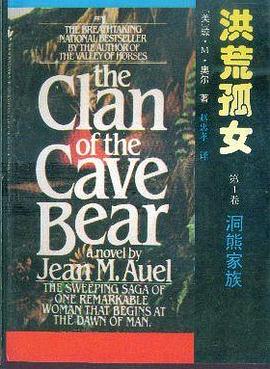 THE BREATHTAKING
NATIONAL BESTSELLER
BY THE AUTHOR OF
THE VALLEY OF HORSES
the
Clan
of the
Cave
Bear
a novel by
Jean M. Auel
THE SWEEPING SAGA OF
ONE REMARKABLE
WOMAN THAT BEGINS AT
THE DAWN OF MAN.
洪荒孤女
第1卷 洞熊家族
[美] M·奥尔 著
译